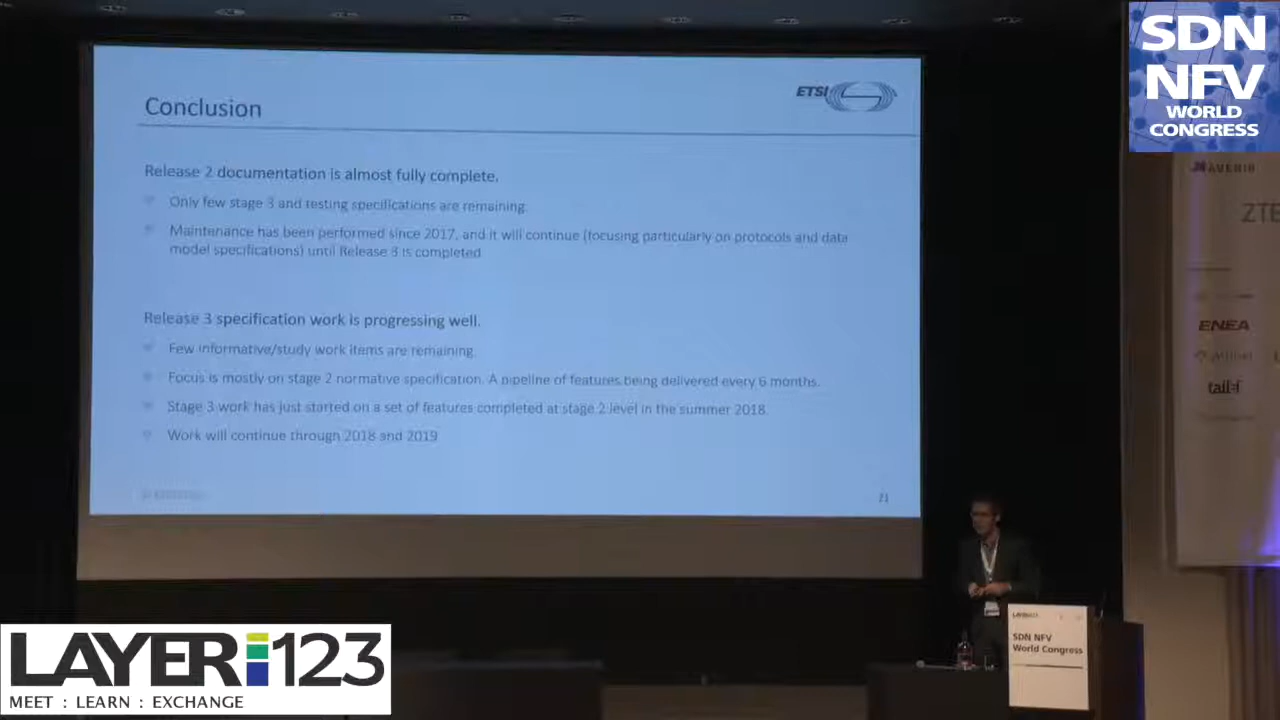 SDN
NFV
WORLD
CONGRESS
ETSI
Conclusion
Release 2 documentation is almost fully complete.
Only few stage 3 and testing specifications are remaining.
Maintenance has been performed since 2017, and it will continue (focusing particularly on protocols and data
model specifications) until Release 3 is completed
Release 3 specification work is progressing well.
Few informative/study work items are remaining.
Focus is mostly on stage 2 normative specification. A pipeline of features being delivered every 6 months.
Stage 3 work has just started on a set of features completed at stage 2 level in the summer 2018.
Work will continue through 2018 and 2019
21
ZTE
ENEA
tail-f
SDN NFV
World Congress
LAYER 123
MEET : LEARN : EXCHANGE